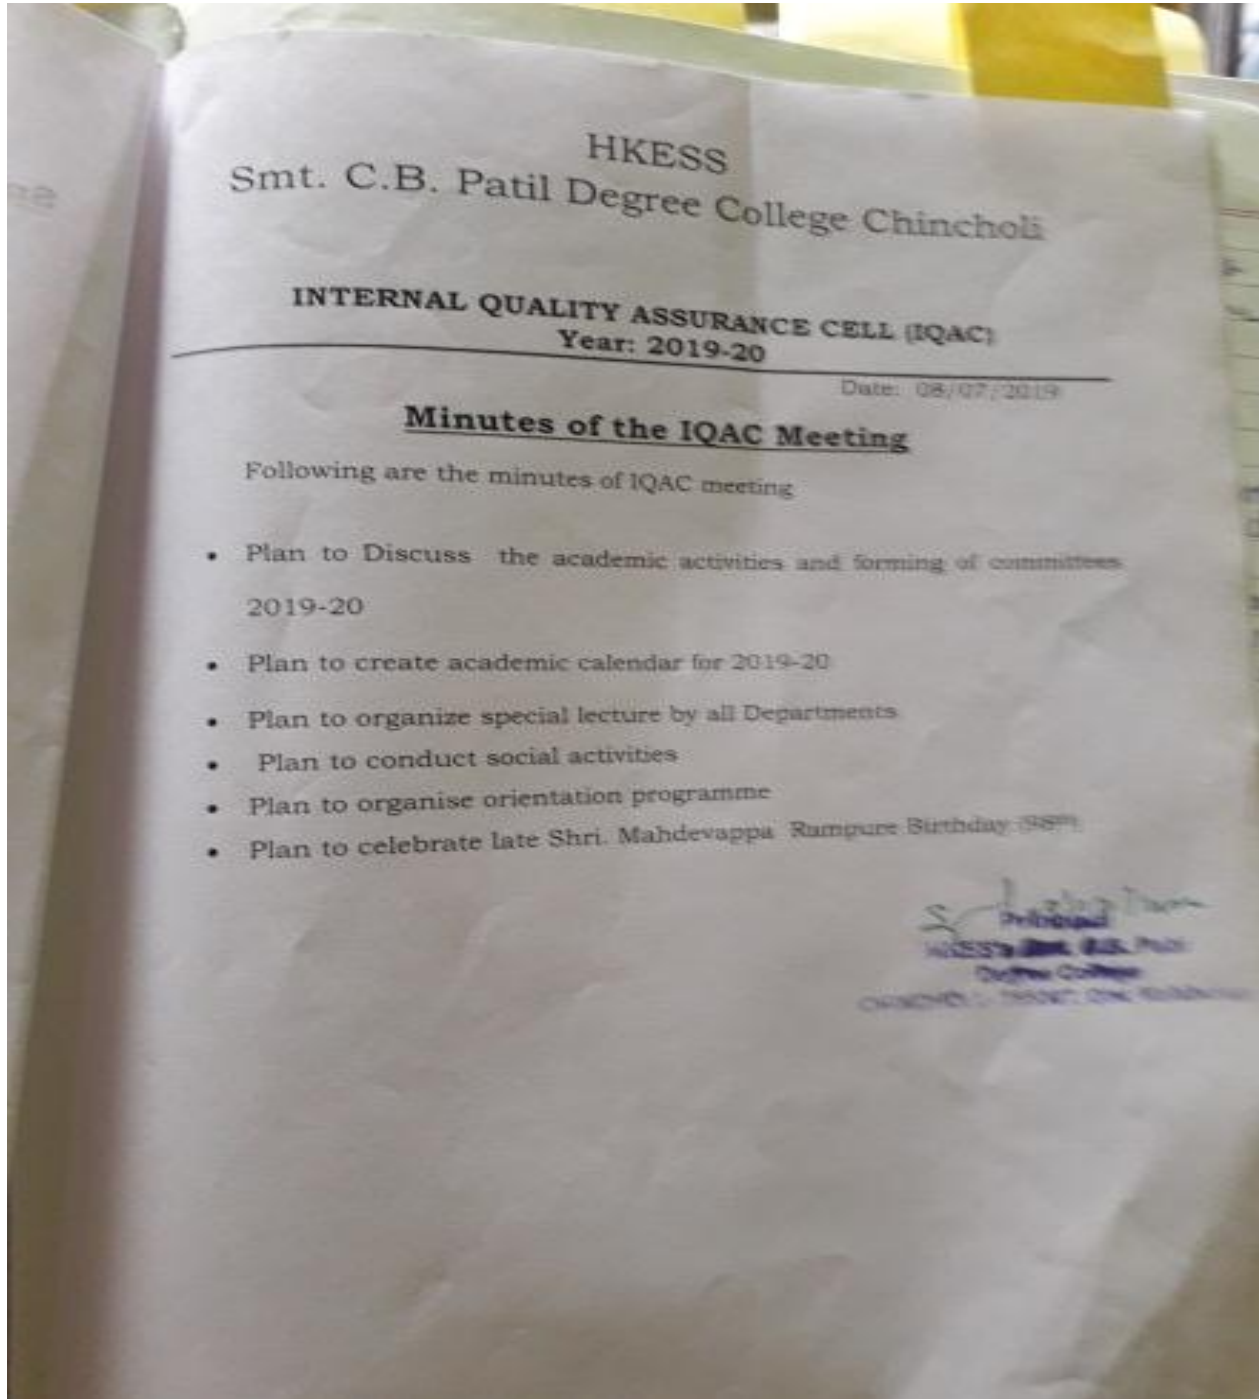 HKESS
Smt. C.B. Patil Degree College Chincholi
INTERNAL QUALITY ASSURANCE CELL (IQAC)
Year: 2019-20
Date: 08/07/2019
Minutes of the IQAC Meeting
Following are the minutes of IQAC meeting
• Plan to Discuss the academic activities and forming of committees
2019-20
• Plan to create academic calendar for 2019-20
• Plan to organize special lecture by all Departments
• Plan to conduct social activities
• Plan to organise orientation programme
• Plan to celebrate late Shri. Mahdevappa Rampure Birthday (98th)
Principal
Degree College